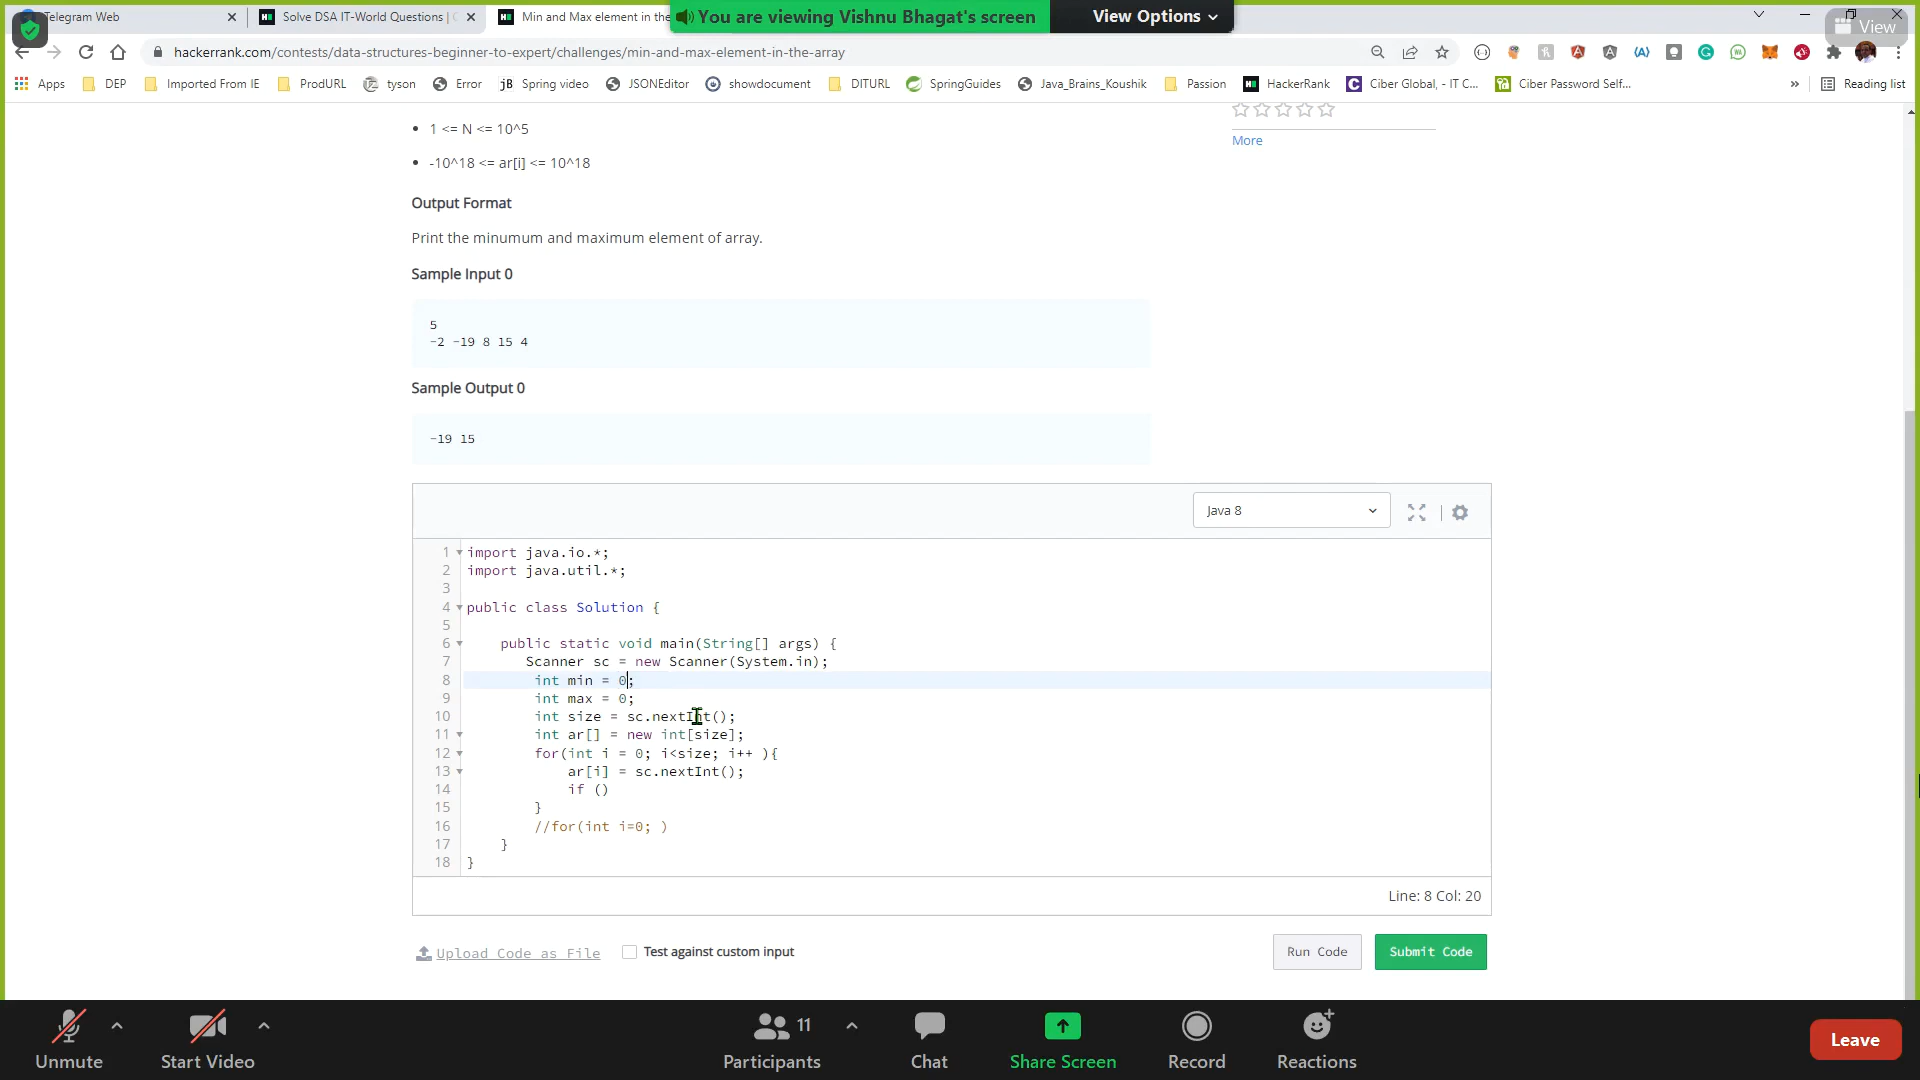 Telegram Web
Solve DSA IT-World Questions |
Min and Max element in the
You are viewing Vishnu Bhagat's screen
View Options
View
hackerrank.com/contests/data-structures-beginner-to-expert/challenges/min-and-max-element-in-the-array
Apps DEP Imported From IE ProdURL tyson Error Spring video JSONEditor showdocument DITURL SpringGuides Java_Brains_Koushik Passion HackerRank Ciber Global, - IT C... Ciber Password Self... » Reading list
More
• 1 <= N <= 10^5
• -10^18 <= ar[i] <= 10^18
Output Format
Print the minumum and maximum element of array.
Sample Input 0
5
-2 -19 8 15 4
Sample Output 0
-19 15
Java 8
1 import java.io.*;
2 import java.util.*;
3
4 public class Solution {
5
6 public static void main(String[] args) {
7 Scanner sc = new Scanner(System.in);
8 int min = 0;
9 int max = 0;
10 int size = sc.nextInt();
11 int ar[] = new int[size];
12 for(int i = 0; i<size; i++ ){
13 ar[i] = sc.nextInt();
14 if ()
15 }
16 //for(int i=0; )
17 }
18 }
Line: 8 Col: 20
Upload Code as File
Test against custom input
Run Code
Submit Code
Unmute
Start Video
11
Participants
Chat
Share Screen
Record
Reactions
Leave